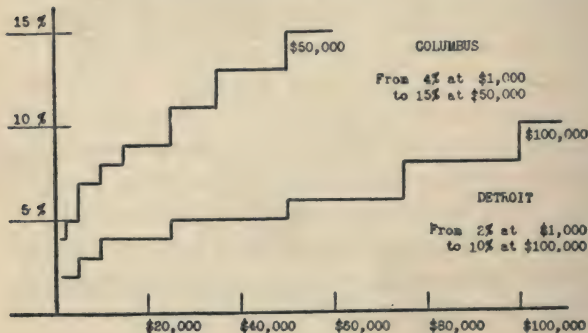 15 %
$50,000
COLUMBUS
From 4% at $1,000
to 15% at $50,000
10 %
$100,000
DETROIT
5 %
From 2% at $1,000
to 10% at $100,000
$20,000 $40,000 $60,000 $80,000 $100,000